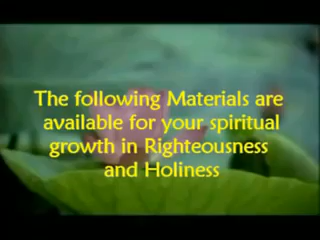 The following Materials are
available for your spiritual
growth in Righteousness
and Holiness